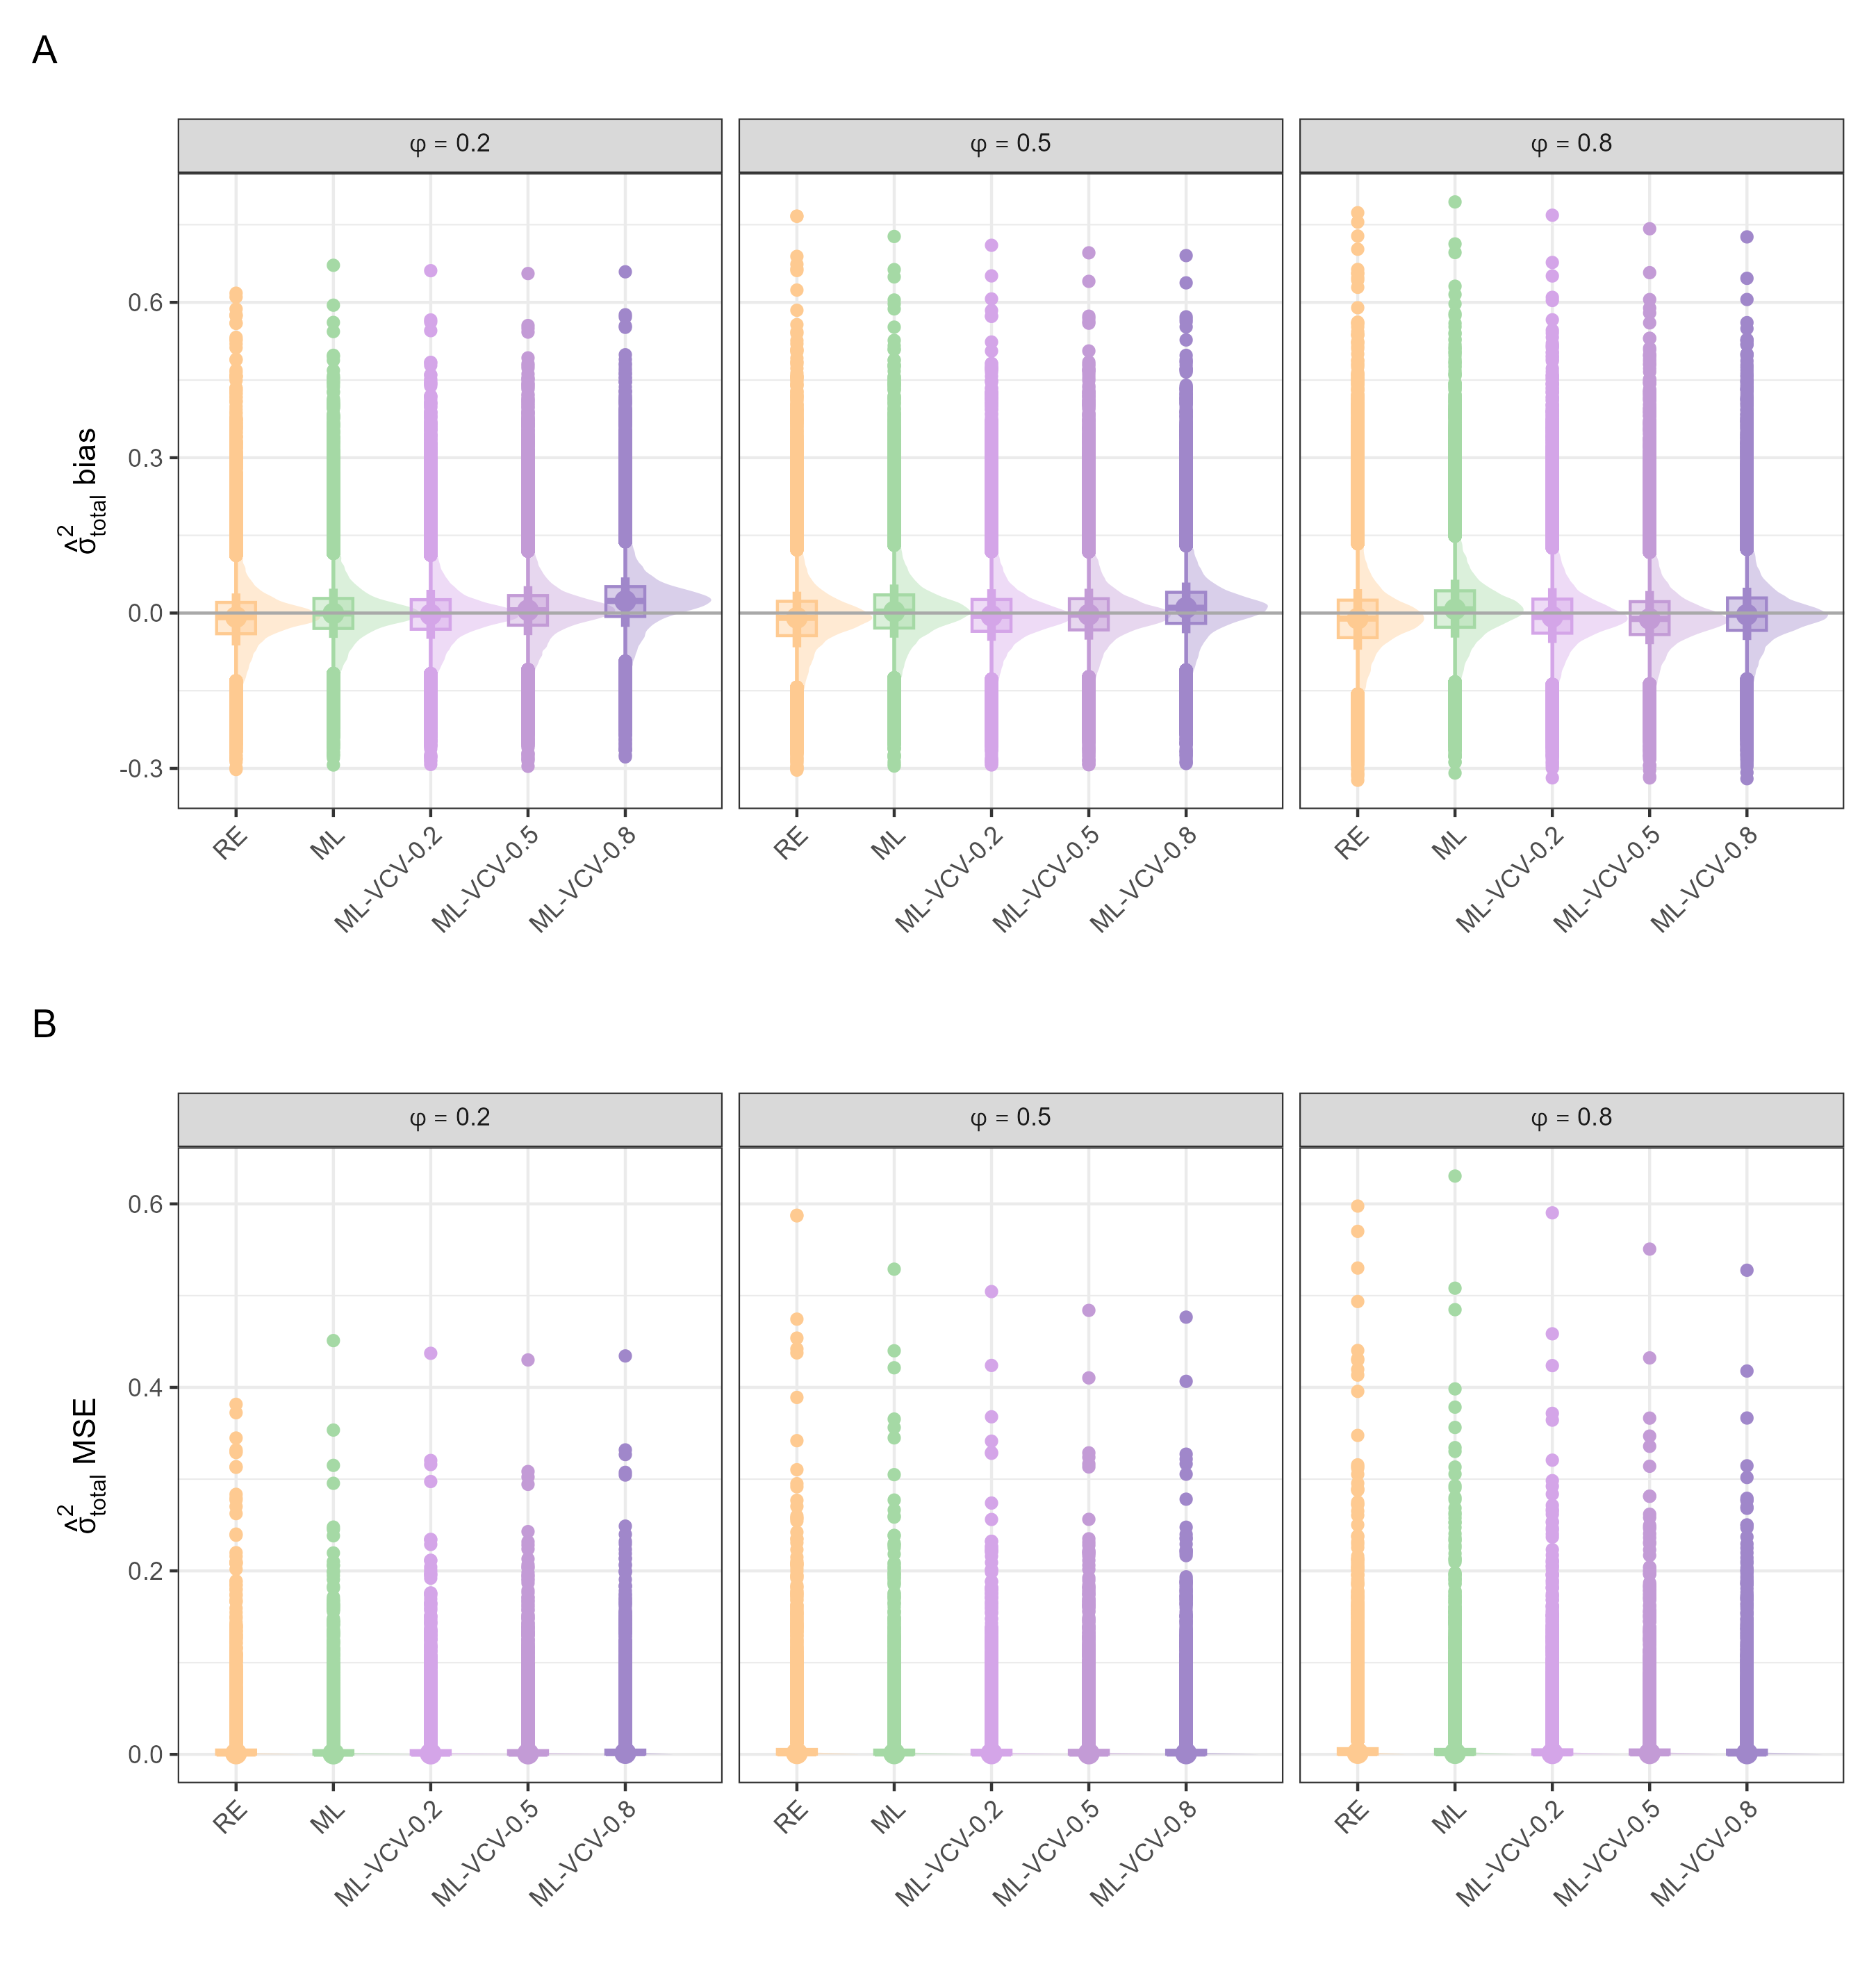 A
φ = 0.2
φ = 0.5
φ = 0.8
σ̂²total bias
0.6
0.3
0.0
-0.3
RE ML ML-VCV-0.2 ML-VCV-0.5 ML-VCV-0.8
RE ML ML-VCV-0.2 ML-VCV-0.5 ML-VCV-0.8
RE ML ML-VCV-0.2 ML-VCV-0.5 ML-VCV-0.8
B
φ = 0.2
φ = 0.5
φ = 0.8
σ̂²total MSE
0.6
0.4
0.2
0.0
RE ML ML-VCV-0.2 ML-VCV-0.5 ML-VCV-0.8
RE ML ML-VCV-0.2 ML-VCV-0.5 ML-VCV-0.8
RE ML ML-VCV-0.2 ML-VCV-0.5 ML-VCV-0.8